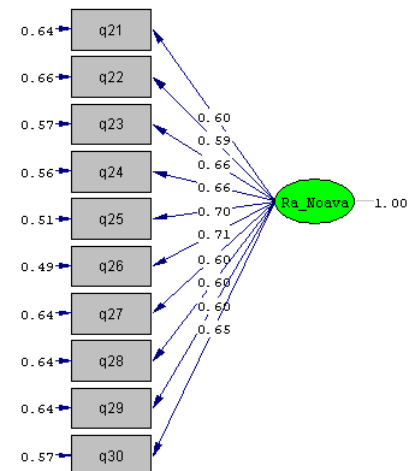 0.64 q21
0.66 q22
0.57 q23
0.56 q24
0.51 q25
0.49 q26
0.64 q27
0.64 q28
0.64 q29
0.57 q30
0.60
0.59
0.66
0.66
0.70
0.71
0.60
0.60
0.60
0.65
Ra_Noava 1.00